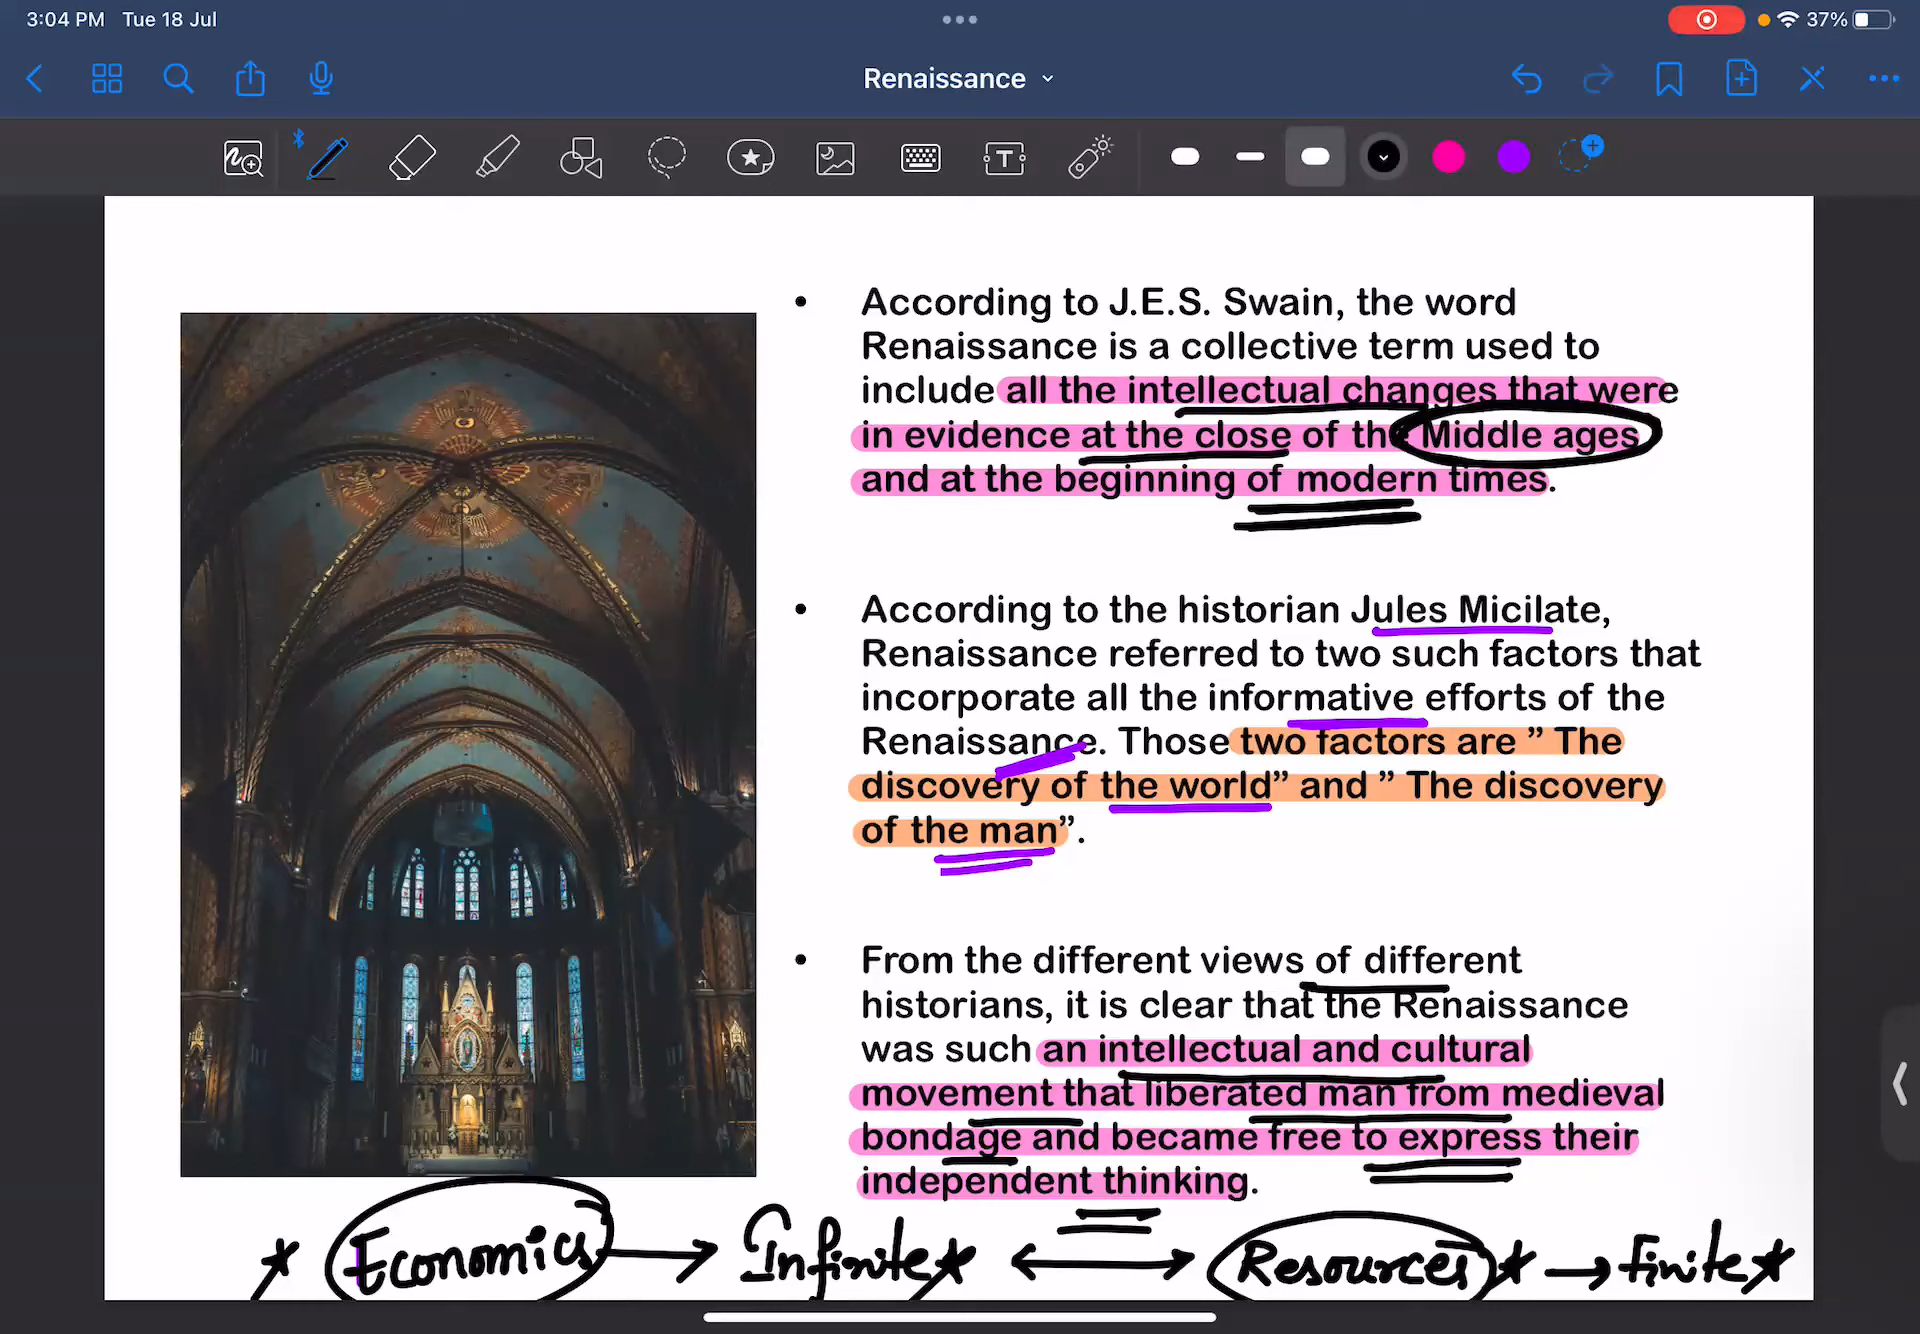 3:04 PM Tue 18 Jul
37%
Renaissance
T
• According to J.E.S. Swain, the word
Renaissance is a collective term used to
include all the intellectual changes that were
in evidence at the close of the Middle ages
and at the beginning of modern times.
• According to the historian Jules Micilate,
Renaissance referred to two such factors that
incorporate all the informative efforts of the
Renaissance. Those two factors are ” The
discovery of the world” and ” The discovery
of the man”.
• From the different views of different
historians, it is clear that the Renaissance
was such an intellectual and cultural
movement that liberated man from medieval
bondage and became free to express their
independent thinking.
* Economics → Infinite* ↔ Resources* → finite*